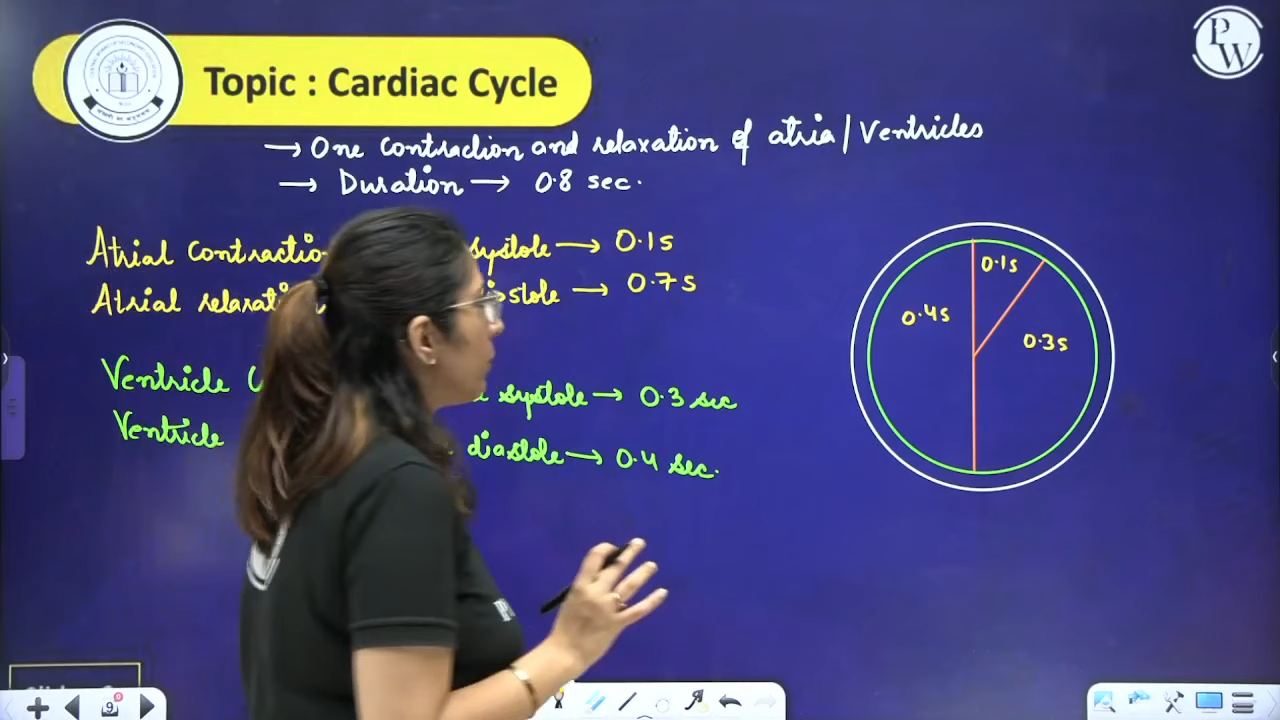 Topic : Cardiac Cycle
PW
→ One contraction and relaxation of atria / Ventricles
→ Duration → 0.8 sec.
Atrial contractio systole → 0.1s
Atrial relaxati stole → 0.7s
Ventricle systole → 0.3 sec
Ventricle diastole → 0.4 sec.
0.1s
0.4s
0.3s
9